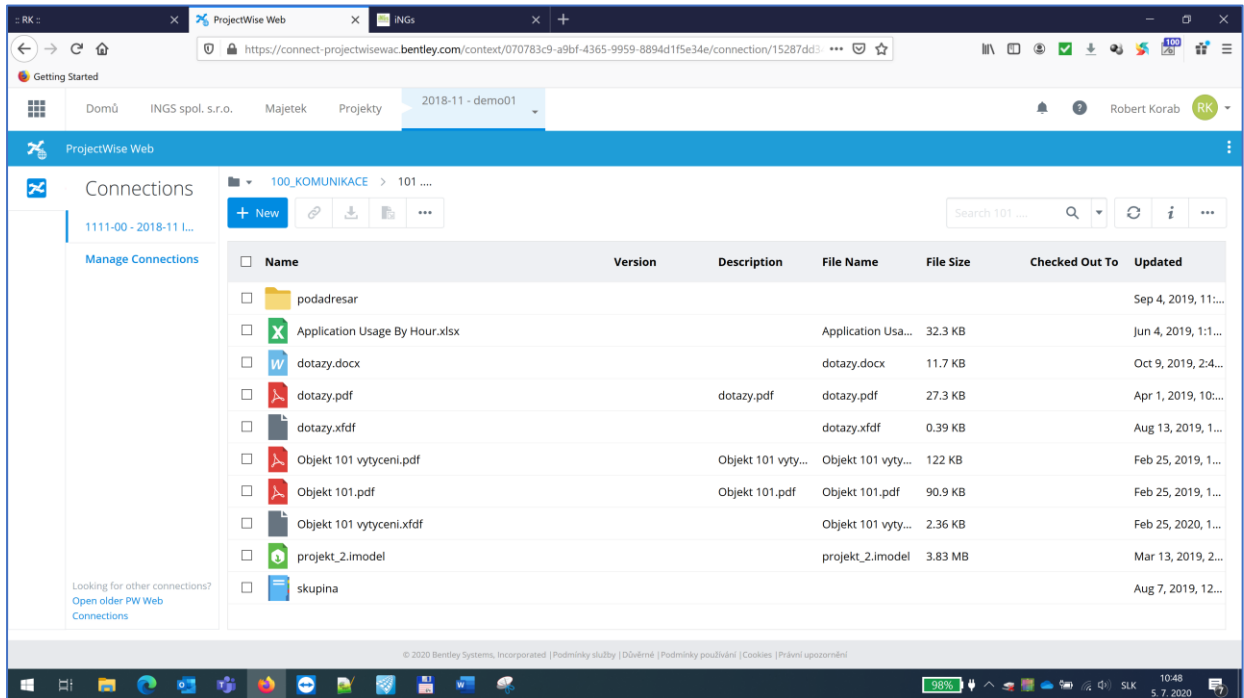 :: RK :: ProjectWise Web iNGs
https://connect-projectwisewac.bentley.com/context/070783c9-a9bf-4365-9959-8894d1f5e34e/connection/15287dd3 100
Getting Started
Domů INGS spol. s.r.o. Majetek Projekty 2018-11 - demo01 Robert Korab RK
ProjectWise Web
Connections 100_KOMUNIKACE > 101 ....
+ New Search 101 ....
1111-00 - 2018-11 I...
Manage Connections
Name Version Description File Name File Size Checked Out To Updated
podadresar Sep 4, 2019, 11:...
Application Usage By Hour.xlsx Application Usa... 32.3 KB Jun 4, 2019, 1:1...
dotazy.docx dotazy.docx 11.7 KB Oct 9, 2019, 2:4...
dotazy.pdf dotazy.pdf dotazy.pdf 27.3 KB Apr 1, 2019, 10:...
dotazy.xfdf dotazy.xfdf 0.39 KB Aug 13, 2019, 1...
Objekt 101 vytyceni.pdf Objekt 101 vyty... Objekt 101 vyty... 122 KB Feb 25, 2019, 1...
Objekt 101.pdf Objekt 101.pdf Objekt 101.pdf 90.9 KB Feb 25, 2019, 1...
Objekt 101 vytyceni.xfdf Objekt 101 vyty... 2.36 KB Feb 25, 2020, 1...
projekt_2.imodel projekt_2.imodel 3.83 MB Mar 13, 2019, 2...
skupina Aug 7, 2019, 12...
Looking for other connections?
Open older PW Web
Connections
© 2020 Bentley Systems, Incorporated |Podmínky služby |Důvěrné |Podmínky používání |Cookies |Právní upozornění
98% SLK 10:48
5. 7. 2020